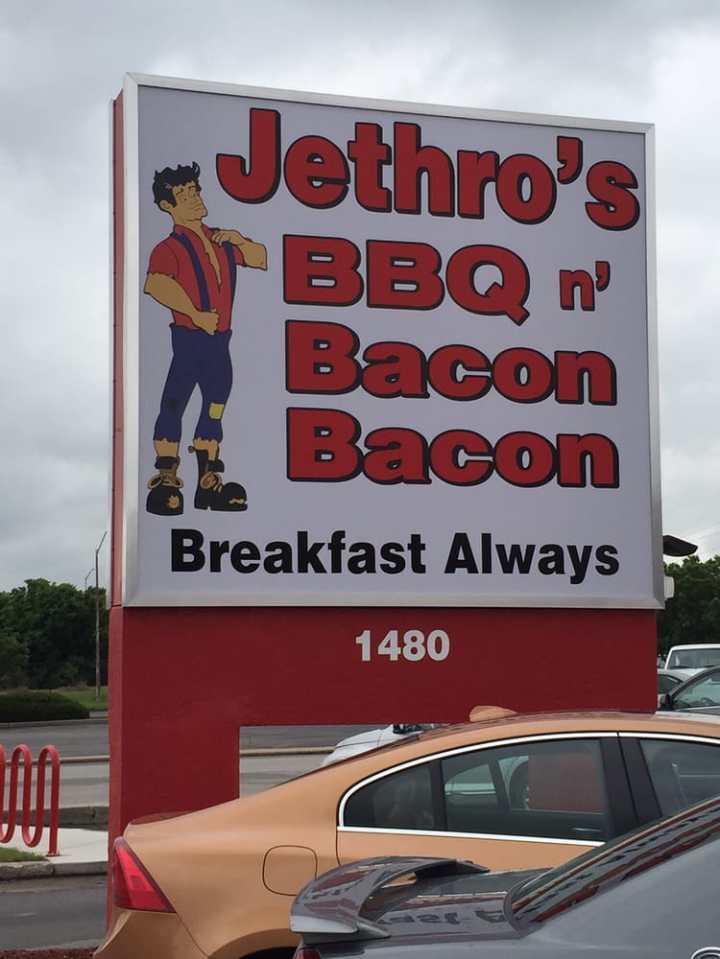 Jethro's
BBQ n'
Bacon
Bacon
Breakfast Always
1480